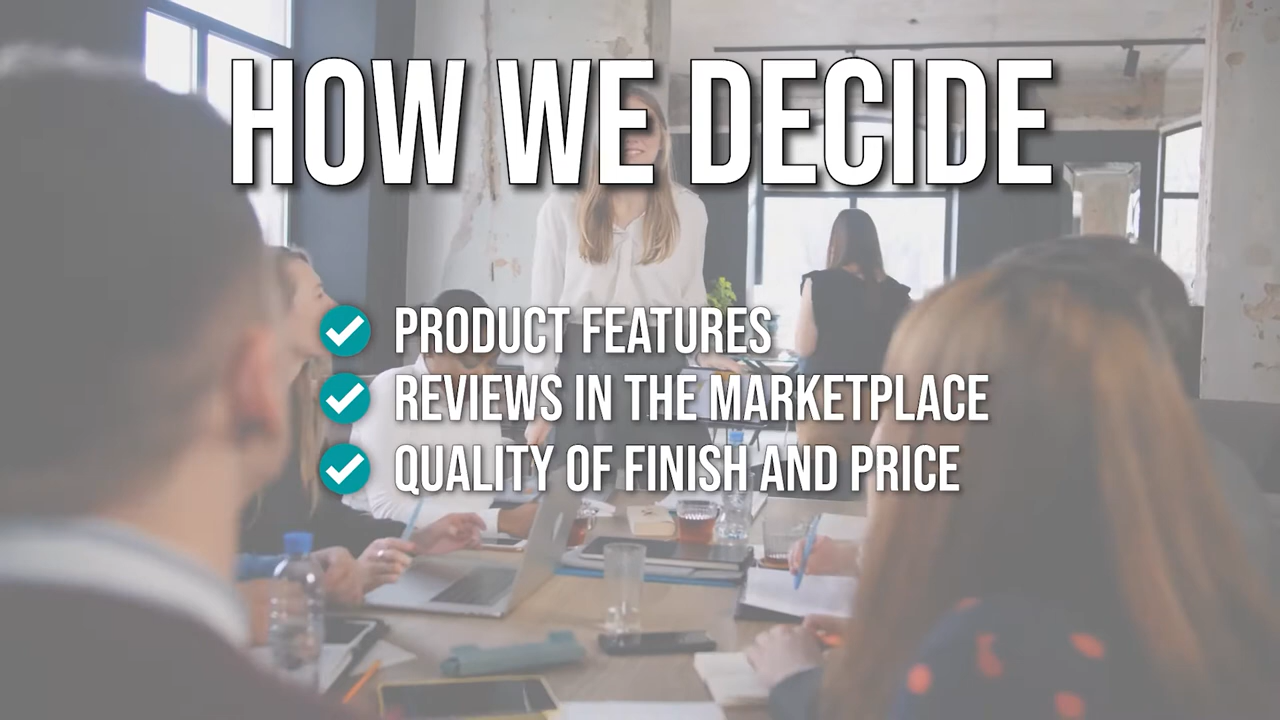 HOW WE DECIDE
PRODUCT FEATURES
REVIEWS IN THE MARKETPLACE
QUALITY OF FINISH AND PRICE